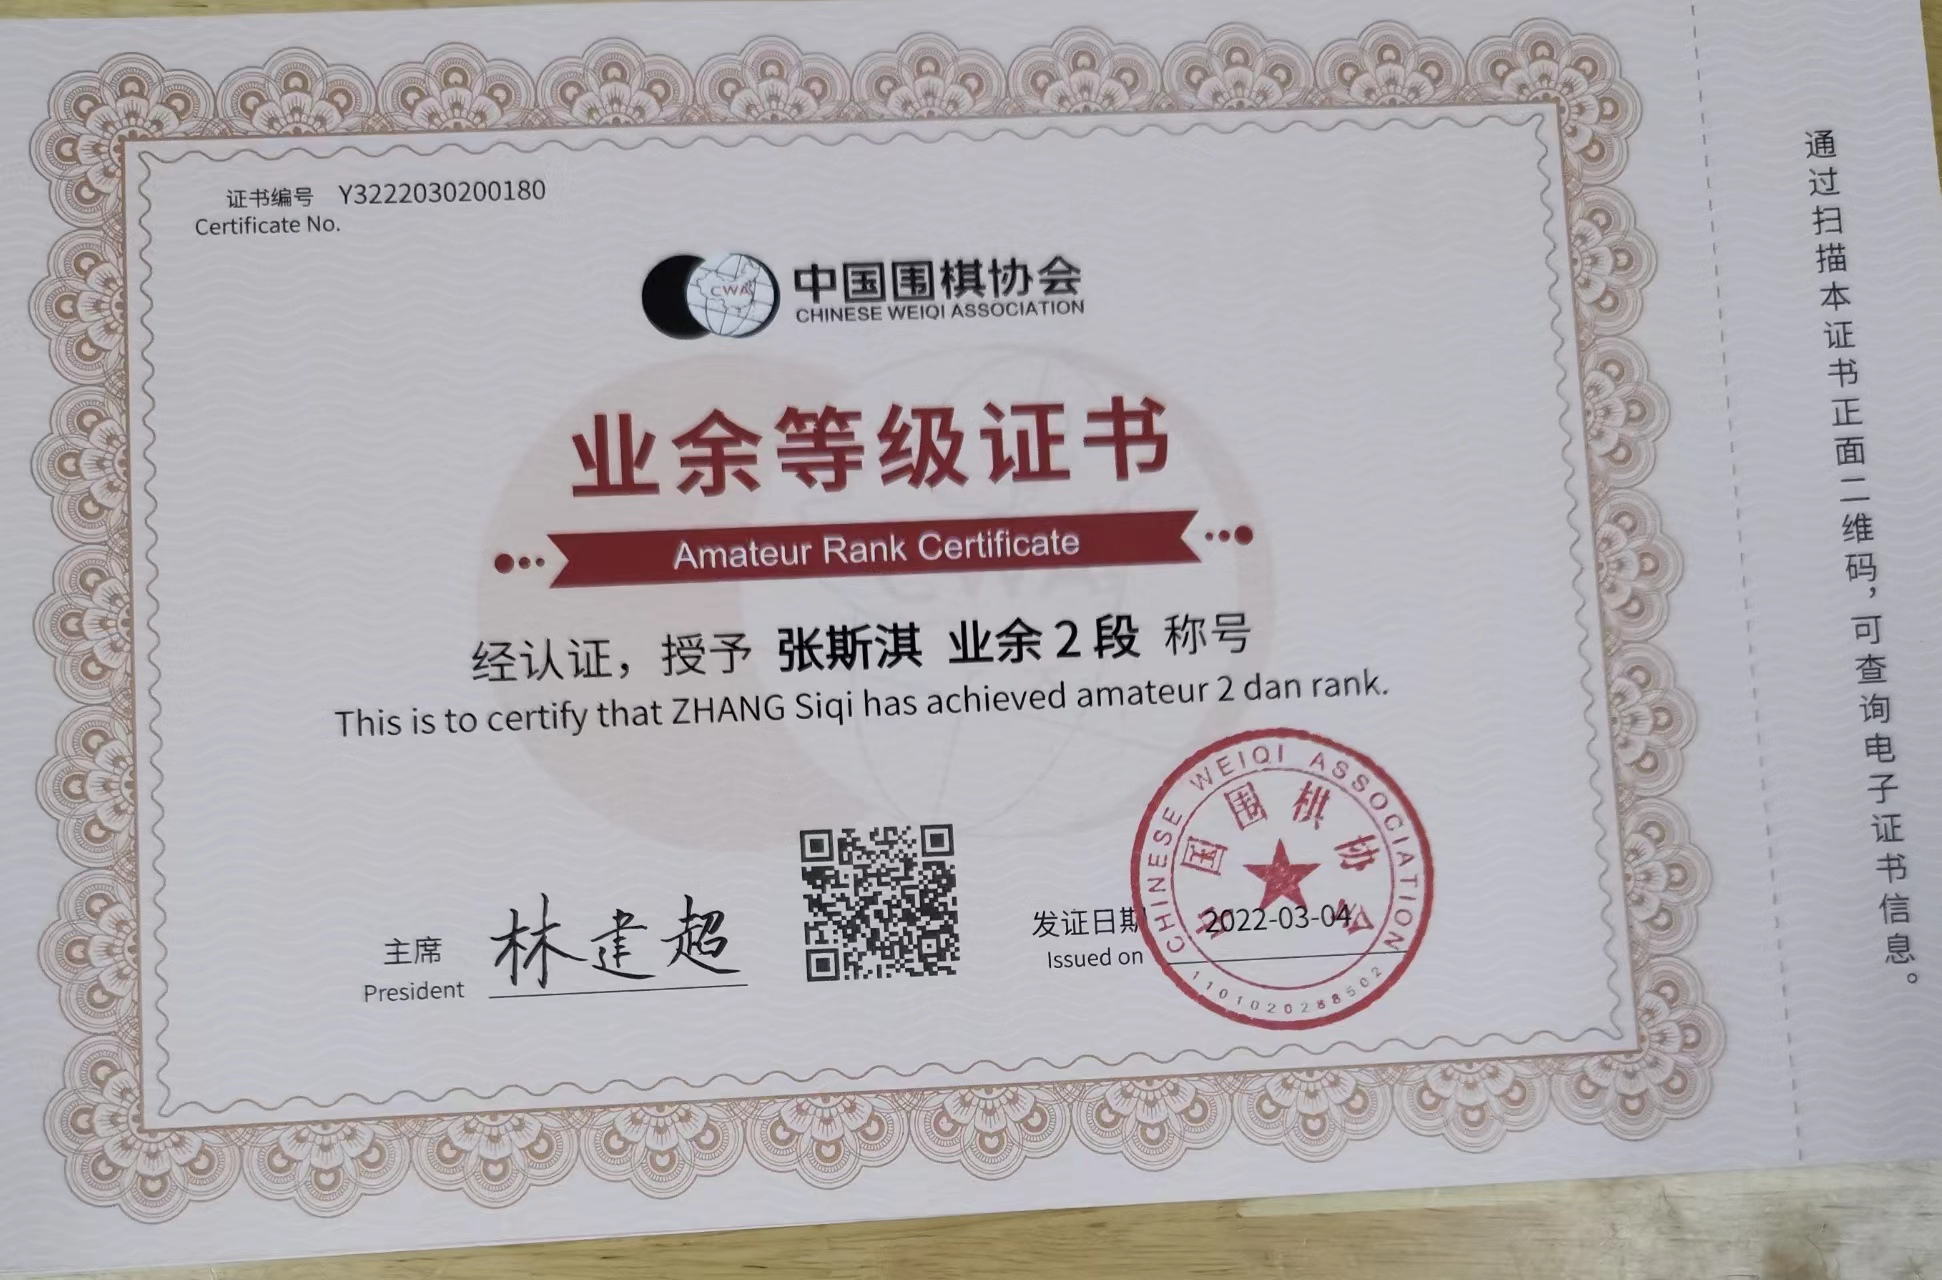 证书编号 Y3222030200180
Certificate No.
CWA
中国围棋协会
CHINESE WEIQI ASSOCIATION
业余等级证书
Amateur Rank Certificate
CWA
经认证，授予 张斯淇 业余2段 称号
This is to certify that ZHANG Siqi has achieved amateur 2 dan rank.
主席 林建超
President
发证日期 2022-03-04
Issued on
CHINESE WEIQI ASSOCIATION
中国围棋协会
1101020288502
通过扫描本证书正面二维码，可查询电子证书信息。